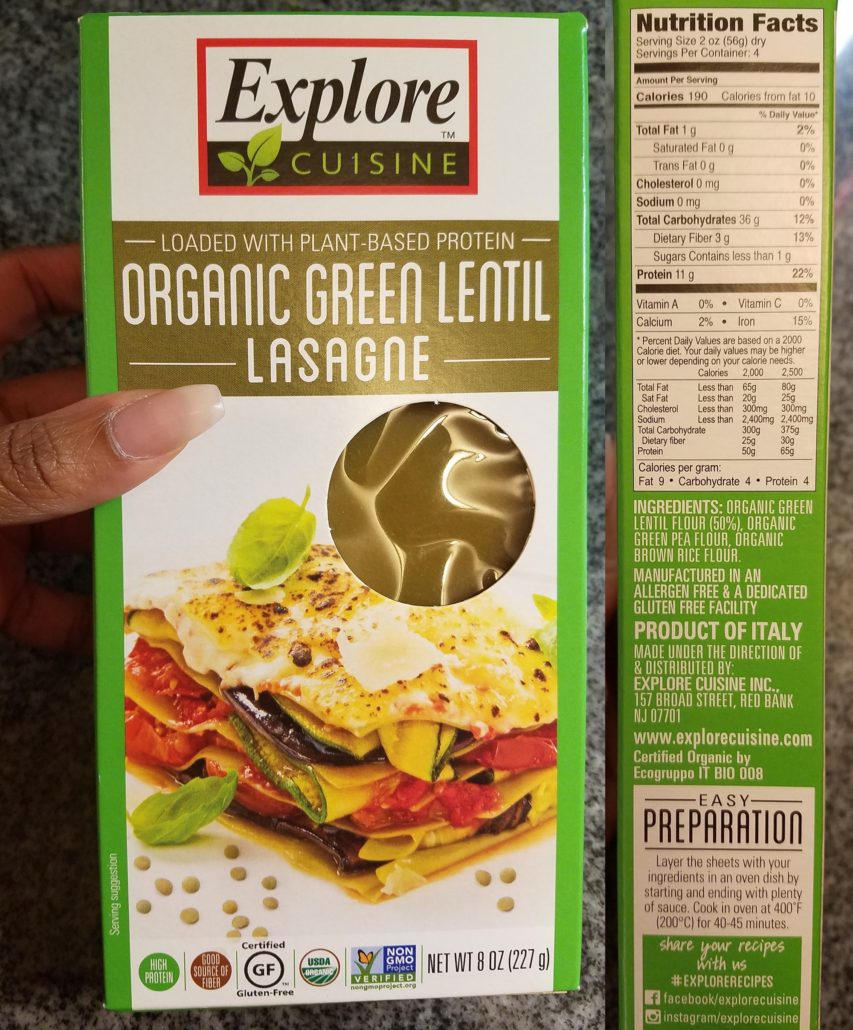 Explore
TM
CUISINE
LOADED WITH PLANT-BASED PROTEIN
ORGANIC GREEN LENTIL
LASAGNE
Serving suggestion
HIGH
PROTEIN
GOOD
SOURCE OF
FIBER
Certified
GF
TM
Gluten-Free
USDA
ORGANIC
NON
GMO
Project
VERIFIED
nongmoproject.org
NET WT 8 OZ (227 g)
Nutrition Facts
Serving Size 2 oz (56g) dry
Servings Per Container: 4
Amount Per Serving
Calories 190 Calories from fat 10
% Daily Value*
Total Fat 1 g 2%
Saturated Fat 0 g 0%
Trans Fat 0 g 0%
Cholesterol 0 mg 0%
Sodium 0 mg 0%
Total Carbohydrates 36 g 12%
Dietary Fiber 3 g 13%
Sugars Contains less than 1 g
Protein 11 g 22%
Vitamin A 0% • Vitamin C 0%
Calcium 2% • Iron 15%
* Percent Daily Values are based on a 2000
Calorie diet. Your daily values may be higher
or lower depending on your calorie needs.
Calories 2,000 2,500
Total Fat Less than 65g 80g
Sat Fat Less than 20g 25g
Cholesterol Less than 300mg 300mg
Sodium Less than 2,400mg 2,400mg
Total Carbohydrate 300g 375g
Dietary fiber 25g 30g
Protein 50g 65g
Calories per gram:
Fat 9 • Carbohydrate 4 • Protein 4
INGREDIENTS: ORGANIC GREEN
LENTIL FLOUR (50%), ORGANIC
GREEN PEA FLOUR, ORGANIC
BROWN RICE FLOUR.
MANUFACTURED IN AN
ALLERGEN FREE & A DEDICATED
GLUTEN FREE FACILITY
PRODUCT OF ITALY
MADE UNDER THE DIRECTION OF
& DISTRIBUTED BY:
EXPLORE CUISINE INC.,
157 BROAD STREET, RED BANK
NJ 07701
www.explorecuisine.com
Certified Organic by
Ecogruppo IT BIO 008
EASY
PREPARATION
Layer the sheets with your
ingredients in an oven dish by
starting and ending with plenty
of sauce. Cook in oven at 400°F
(200°C) for 40-45 minutes.
share your recipes
with us
#EXPLORERECIPES
facebook/explorecuisine
instagram/explorecuisine